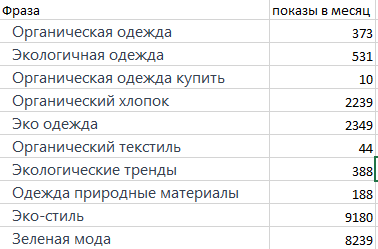 Фраза показы в месяц
Органическая одежда 373
Экологичная одежда 531
Органическая одежда купить 10
Органический хлопок 2239
Эко одежда 2349
Органический текстиль 44
Экологические тренды 388
Одежда природные материалы 188
Эко-стиль 9180
Зеленая мода 8239